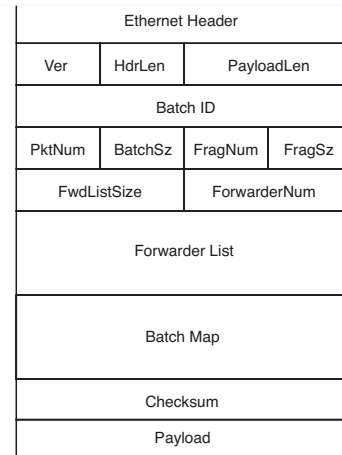 Ethernet Header
Ver HdrLen PayloadLen
Batch ID
PktNum BatchSz FragNum FragSz
FwdListSize ForwarderNum
Forwarder List
Batch Map
Checksum
Payload